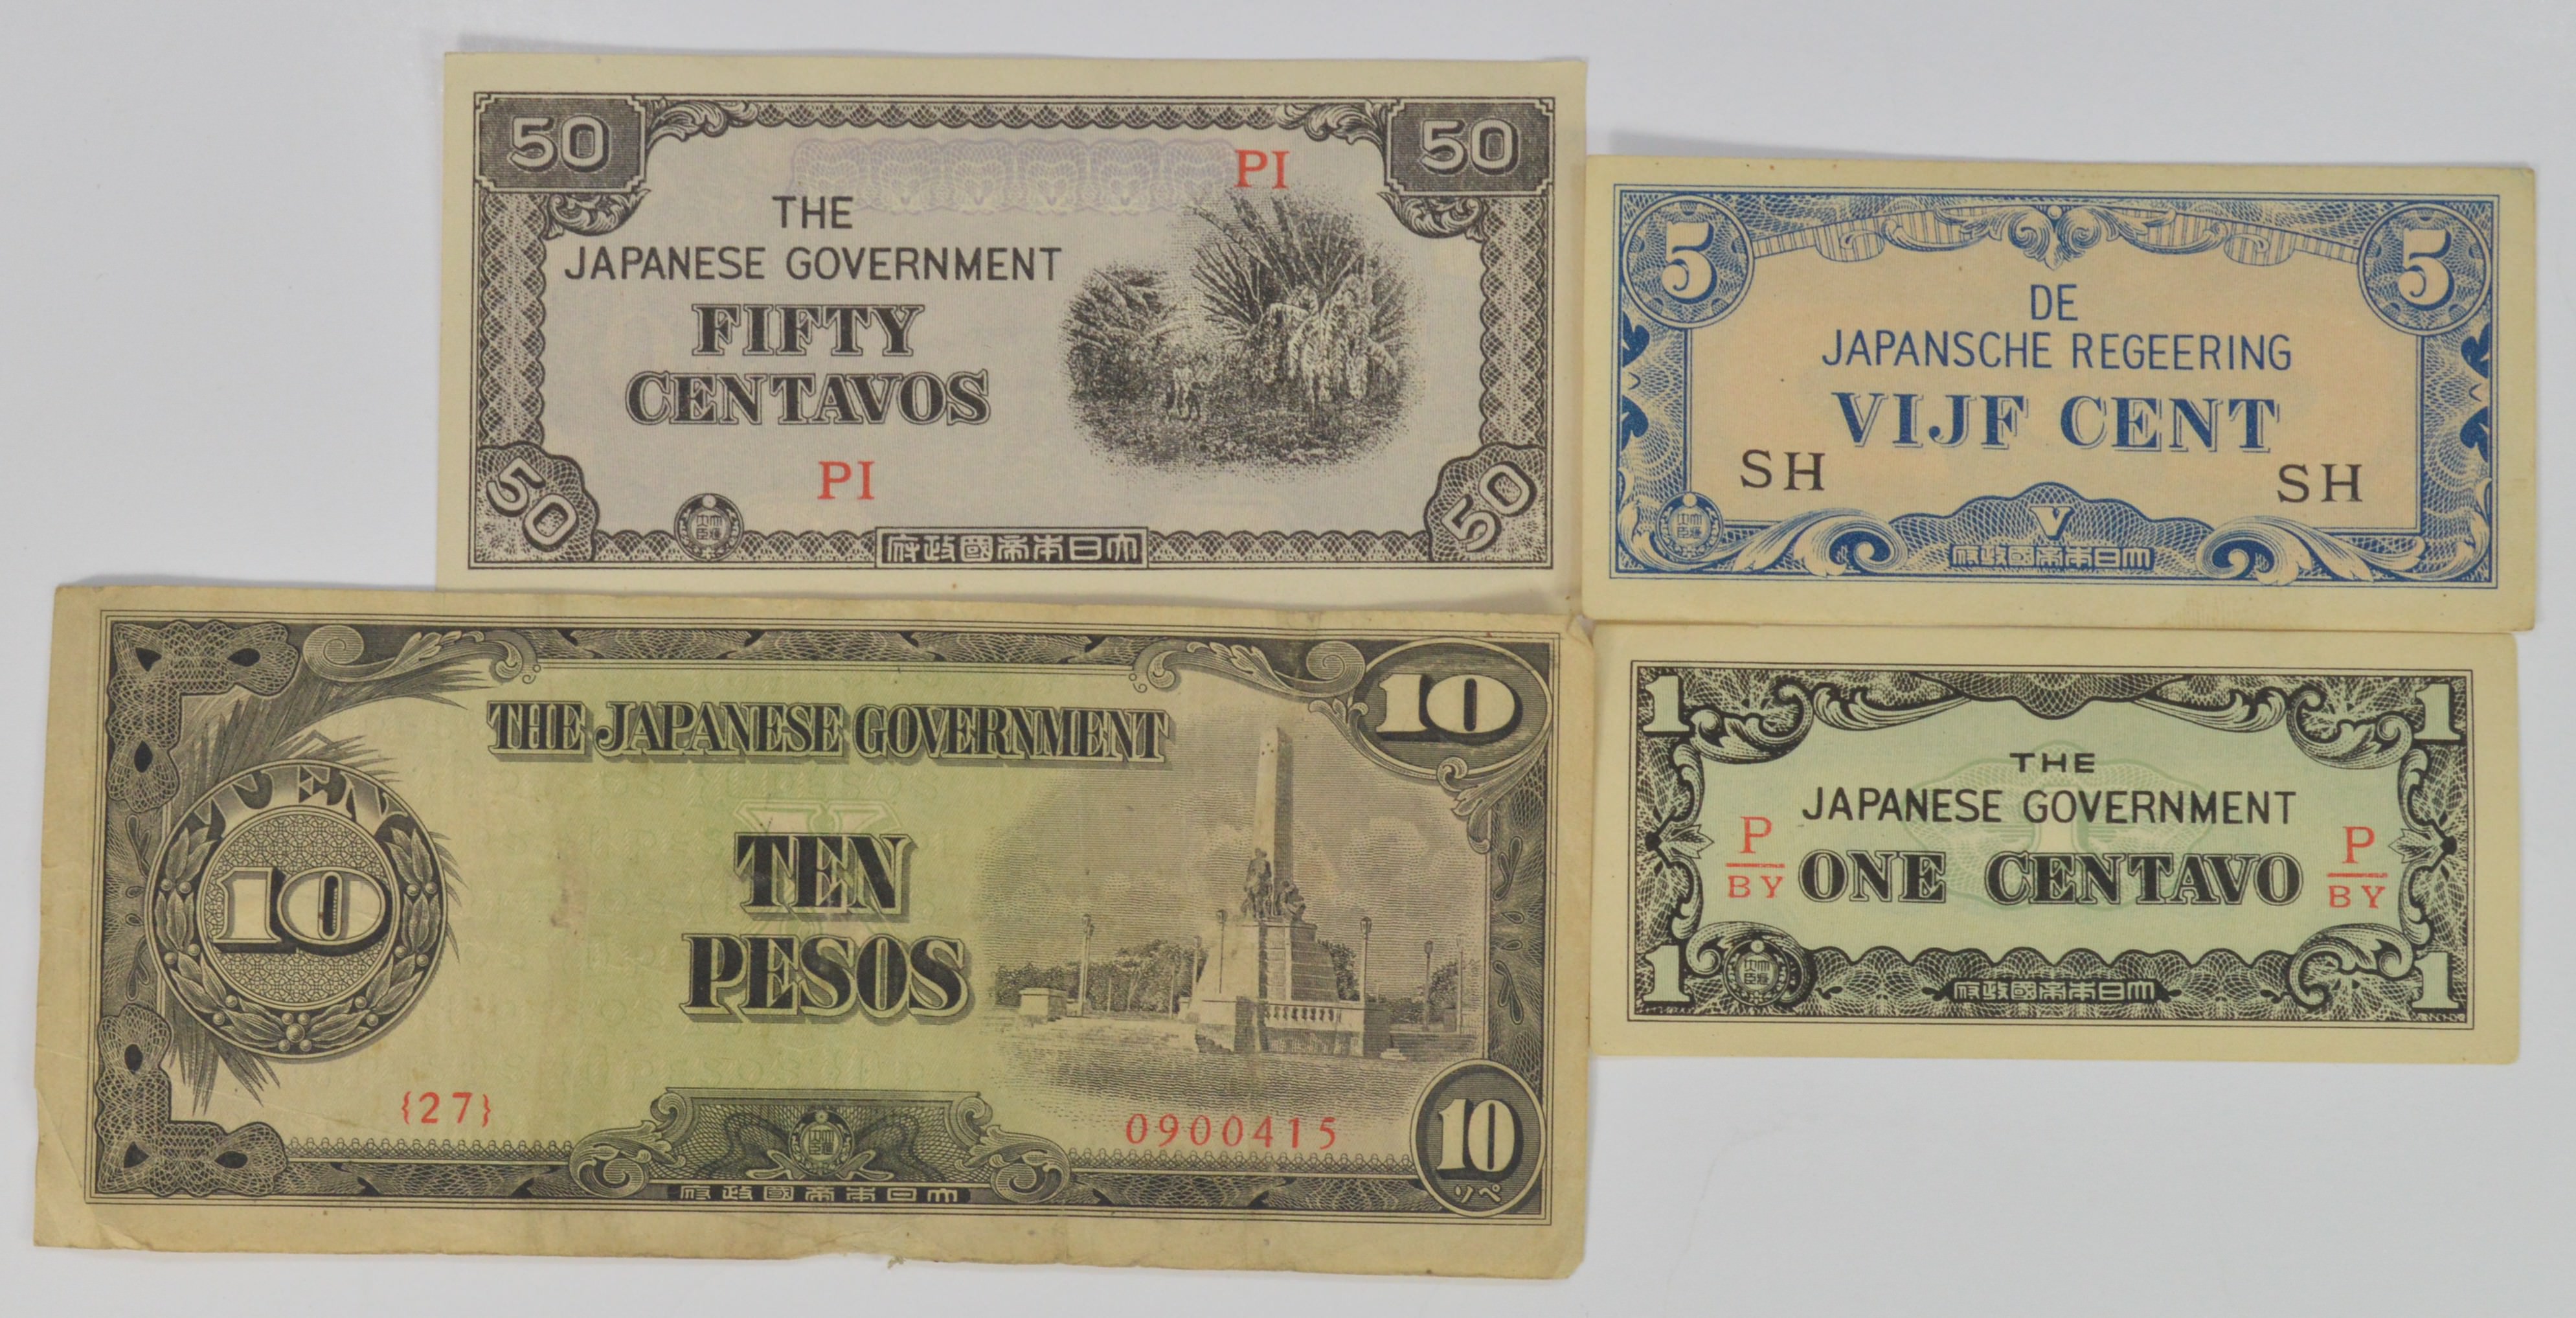 50
50
PI
THE
JAPANESE GOVERNMENT
FIFTY
CENTAVOS
PI
50
50
府政國帝本日大
5
5
DE
JAPANSCHE REGEERING
VIJF CENT
SH
SH
V
府政國帝本日大
10
THE JAPANESE GOVERNMENT
TEN
10
TEN
PESOS
{27}
0900415
10
ソペ
府政國帝本日大
1
1
THE
JAPANESE GOVERNMENT
P
BY
ONE CENTAVO
P
BY
1
1
府政國帝本日大